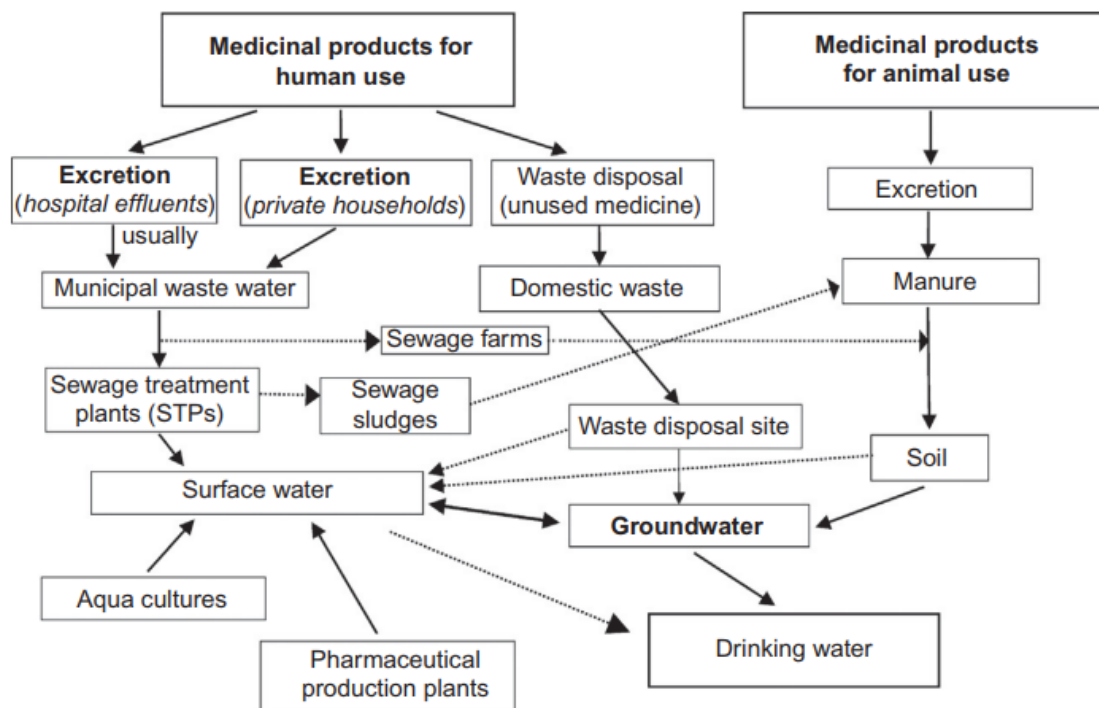 Medicinal products for
human use
Medicinal products
for animal use
Excretion
(hospital effluents)
Excretion
(private households)
Waste disposal
(unused medicine)
Excretion
usually
Municipal waste water
Domestic waste
Manure
Sewage farms
Sewage treatment
plants (STPs)
Sewage
sludges
Waste disposal site
Soil
Surface water
Groundwater
Aqua cultures
Drinking water
Pharmaceutical
production plants